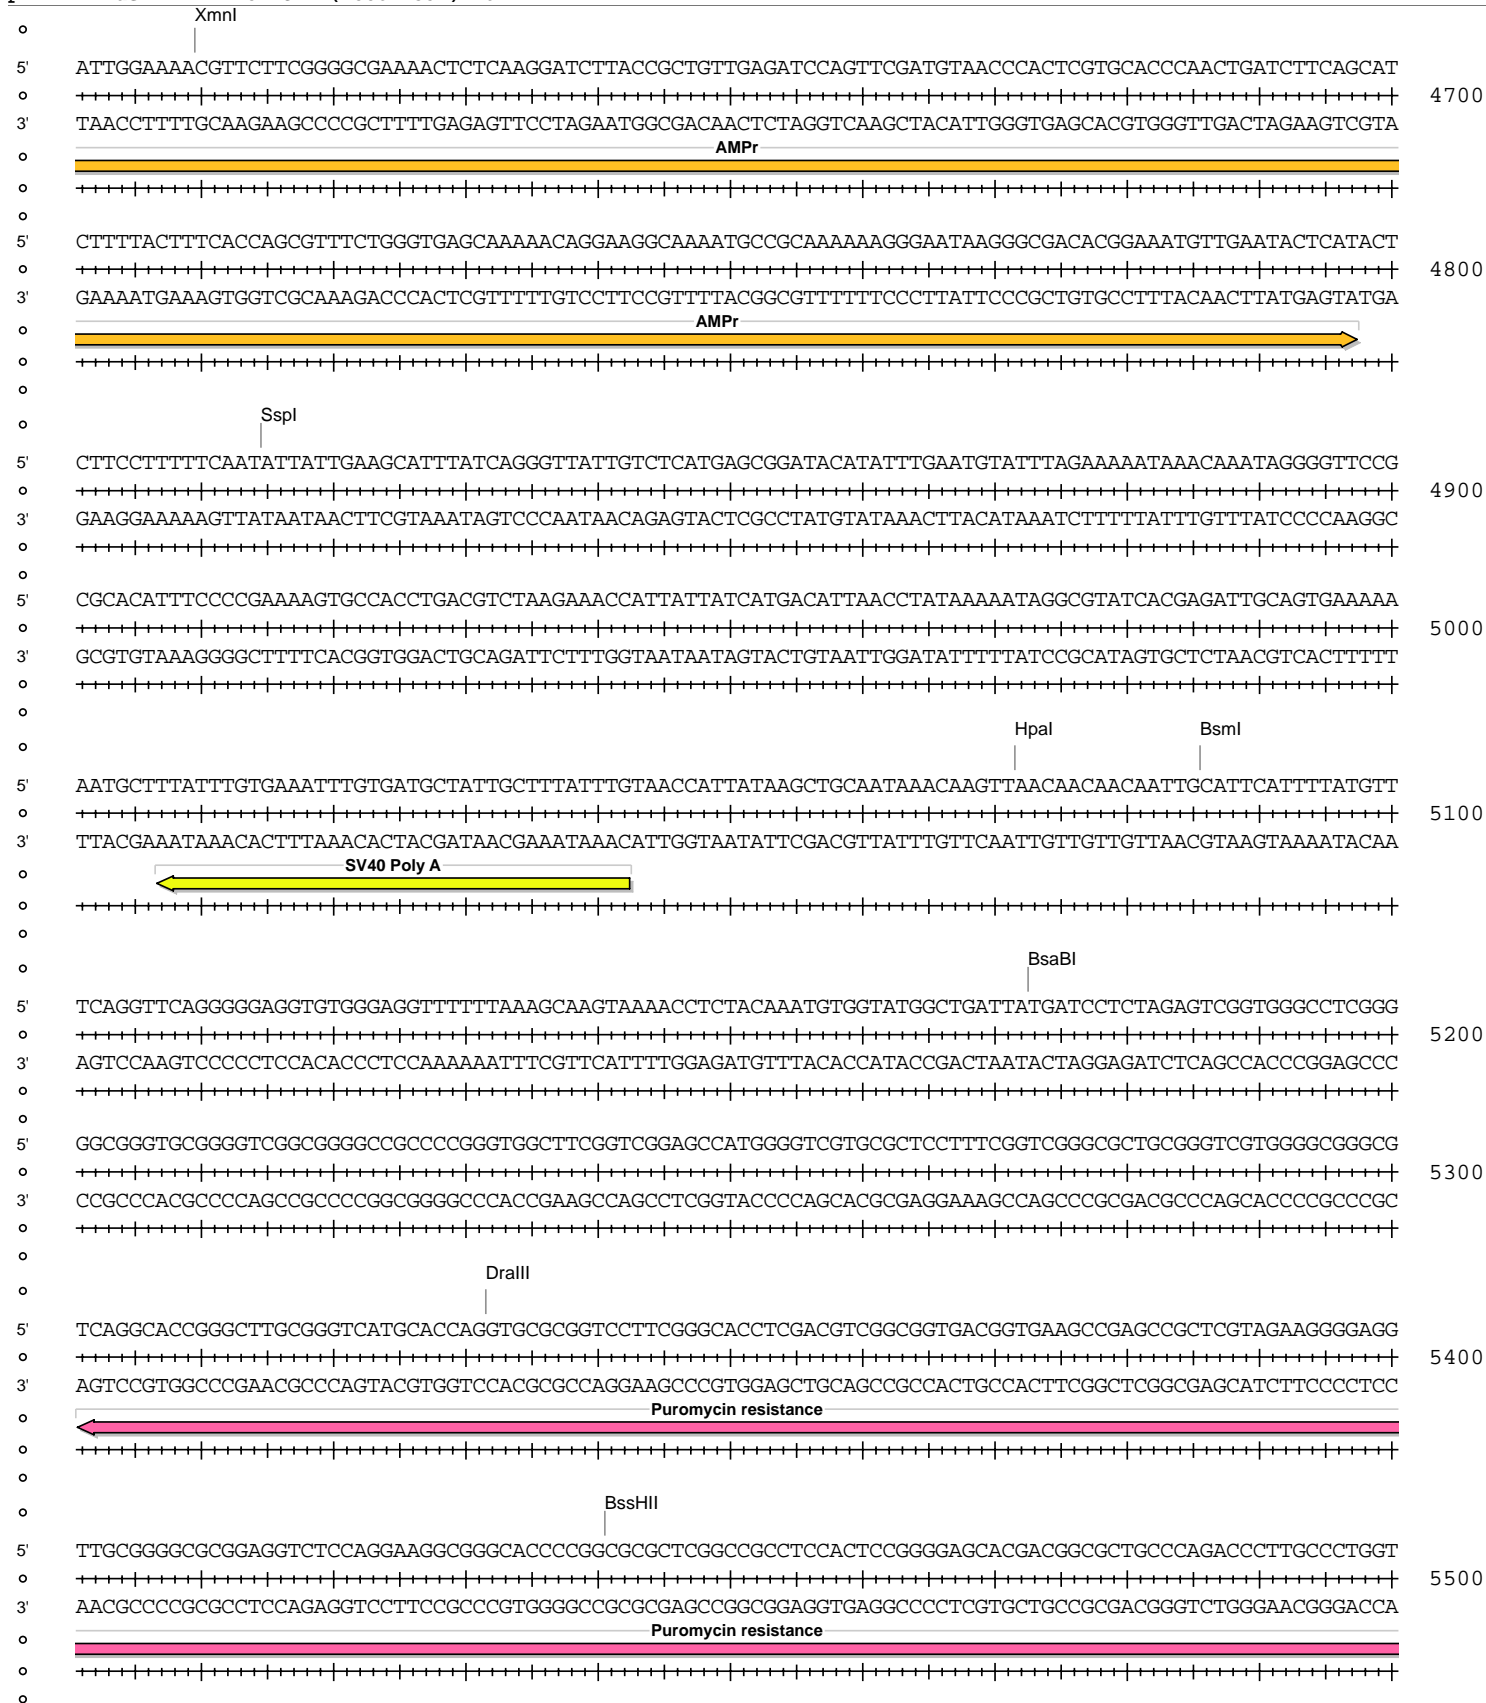 XmnI
5' ATTGGAAAACGTTCTTCGGGGCGAAAACTCTCAAGGATCTTACCGCTGTTGAGATCCAGTTCGATGTAACCCACTCGTGCACCCAACTGATCTTCAGCAT
4700
3' TAACCTTTTGCAAGAAGCCCCGCTTTTGAGAGTTCCTAGAATGGCGACAACTCTAGGTCAAGCTACATTGGGTGAGCACGTGGGTTGACTAGAAGTCGTA
AMPr
5' CTTTTACTTTCACCAGCGTTTCTGGGTGAGCAAAAACAGGAAGGCAAAATGCCGCAAAAAAGGGAATAAGGGCGACACGGAAATGTTGAATACTCATACT
4800
3' GAAAATGAAAGTGGTCGCAAAGACCCACTCGTTTTTGTCCTTCCGTTTTACGGCGTTTTTTCCCTTATTCCCGCTGTGCCTTTACAACTTATGAGTATGA
AMPr
SspI
5' CTTCCTTTTTCAATATTATTGAAGCATTTATCAGGGTTATTGTCTCATGAGCGGATACATATTTGAATGTATTTAGAAAAATAAACAAATAGGGGTTCCG
4900
3' GAAGGAAAAAGTTATAATAACTTCGTAAATAGTCCCAATAACAGAGTACTCGCCTATGTATAAACTTACATAAATCTTTTTATTTGTTTATCCCCAAGGC
5' CGCACATTTCCCCGAAAAGTGCCACCTGACGTCTAAGAAACCATTATTATCATGACATTAACCTATAAAAATAGGCGTATCACGAGATTGCAGTGAAAAA
5000
3' GCGTGTAAAGGGGCTTTTCACGGTGGACTGCAGATTCTTTGGTAATAATAGTACTGTAATTGGATATTTTTATCCGCATAGTGCTCTAACGTCACTTTTT
HpaI BsmI
5' AATGCTTTATTTGTGAAATTTGTGATGCTATTGCTTTATTTGTAACCATTATAAGCTGCAATAAACAAGTTAACAACAACAATTGCATTCATTTTATGTT
5100
3' TTACGAAATAAACACTTTAAACACTACGATAACGAAATAAACATTGGTAATATTCGACGTTATTTGTTCAATTGTTGTTGTTAACGTAAGTAAAATACAA
SV40 Poly A
BsaBI
5' TCAGGTTCAGGGGGAGGTGTGGGAGGTTTTTTAAAGCAAGTAAAACCTCTACAAATGTGGTATGGCTGATTATGATCCTCTAGAGTCGGTGGGCCTCGGG
5200
3' AGTCCAAGTCCCCCTCCACACCCTCCAAAAAATTTCGTTCATTTTGGAGATGTTTACACCATACCGACTAATACTAGGAGATCTCAGCCACCCGGAGCCC
5' GGCGGGTGCGGGGTCGGCGGGGCCGCCCCGGGTGGCTTCGGTCGGAGCCATGGGGTCGTGCGCTCCTTTCGGTCGGGCGCTGCGGGTCGTGGGGCGGGCG
5300
3' CCGCCCACGCCCCAGCCGCCCCGGCGGGGCCCACCGAAGCCAGCCTCGGTACCCCAGCACGCGAGGAAAGCCAGCCCGCGACGCCCAGCACCCCGCCCGC
DraIII
5' TCAGGCACCGGGCTTGCGGGTCATGCACCAGGTGCGCGGTCCTTCGGGCACCTCGACGTCGGCGGTGACGGTGAAGCCGAGCCGCTCGTAGAAGGGGAGG
5400
3' AGTCCGTGGCCCGAACGCCCAGTACGTGGTCCACGCGCCAGGAAGCCCGTGGAGCTGCAGCCGCCACTGCCACTTCGGCTCGGCGAGCATCTTCCCCTCC
Puromycin resistance
BssHII
5' TTGCGGGGCGCGGAGGTCTCCAGGAAGGCGGGCACCCCGGCGCGCTCGGCCGCCTCCACTCCGGGGAGCACGACGGCGCTGCCCAGACCCTTGCCCTGGT
5500
3' AACGCCCCGCGCCTCCAGAGGTCCTTCCGCCCGTGGGGCCGCGCGAGCCGGCGGAGGTGAGGCCCCTCGTGCTGCCGCGACGGGTCTGGGAACGGGACCA
Puromycin resistance